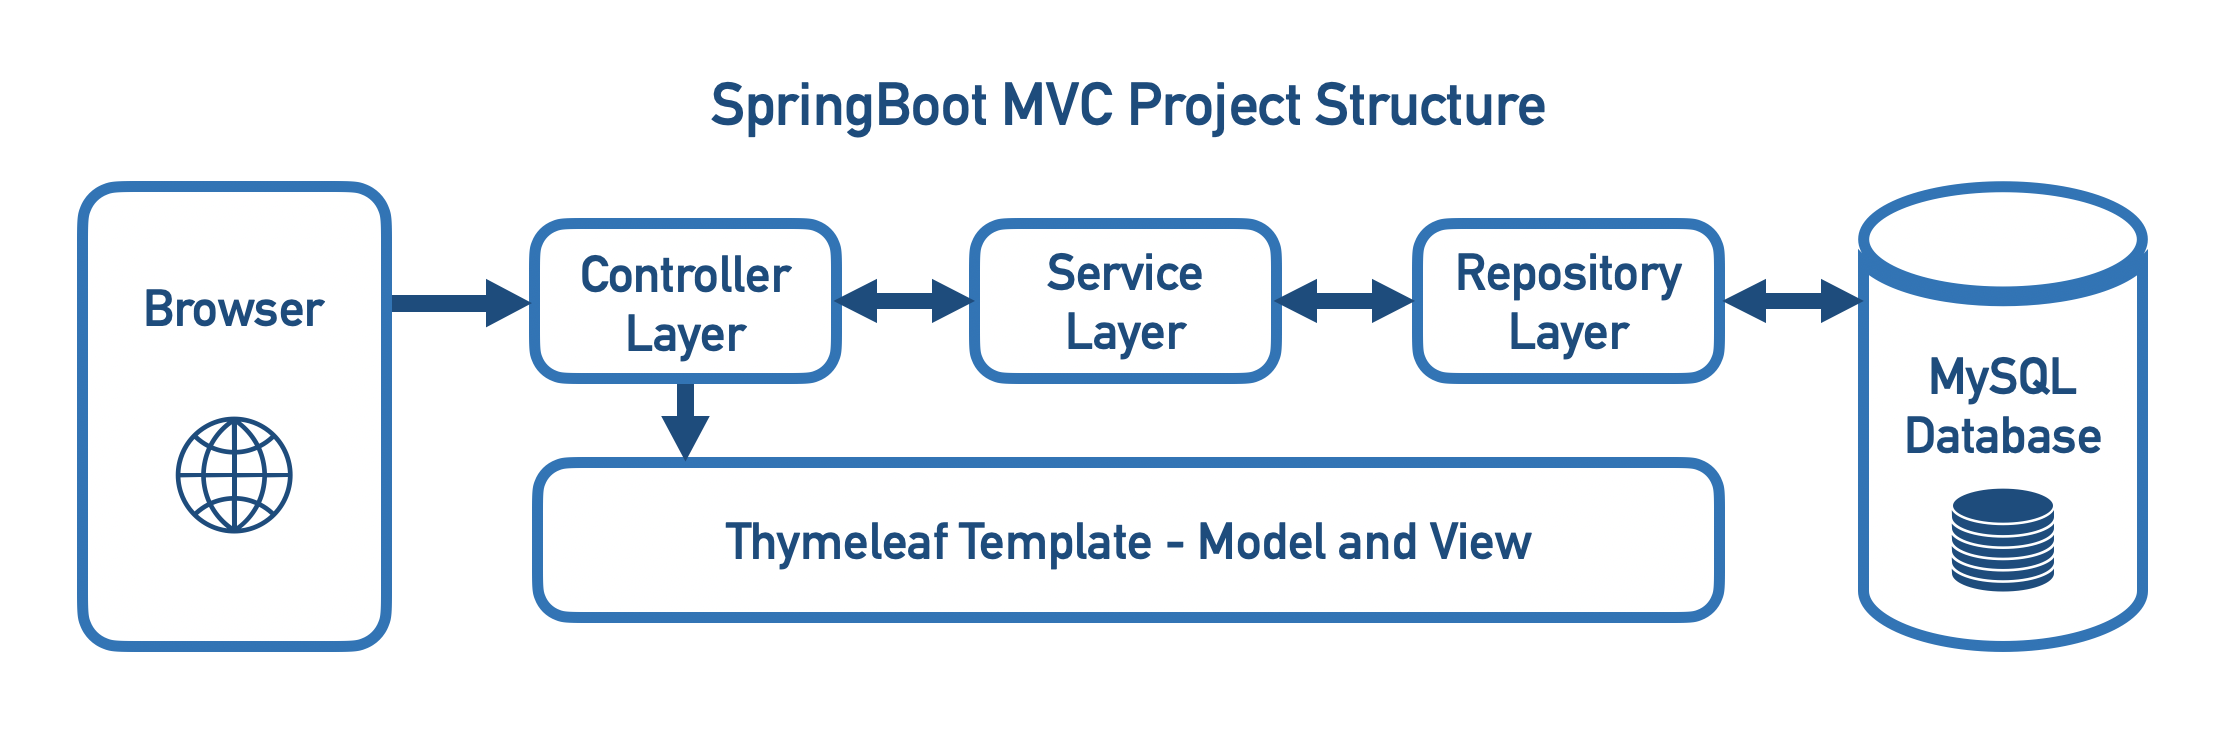 SpringBoot MVC Project Structure
Browser
Controller
Layer
Service
Layer
Repository
Layer
MySQL
Database
Thymeleaf Template - Model and View